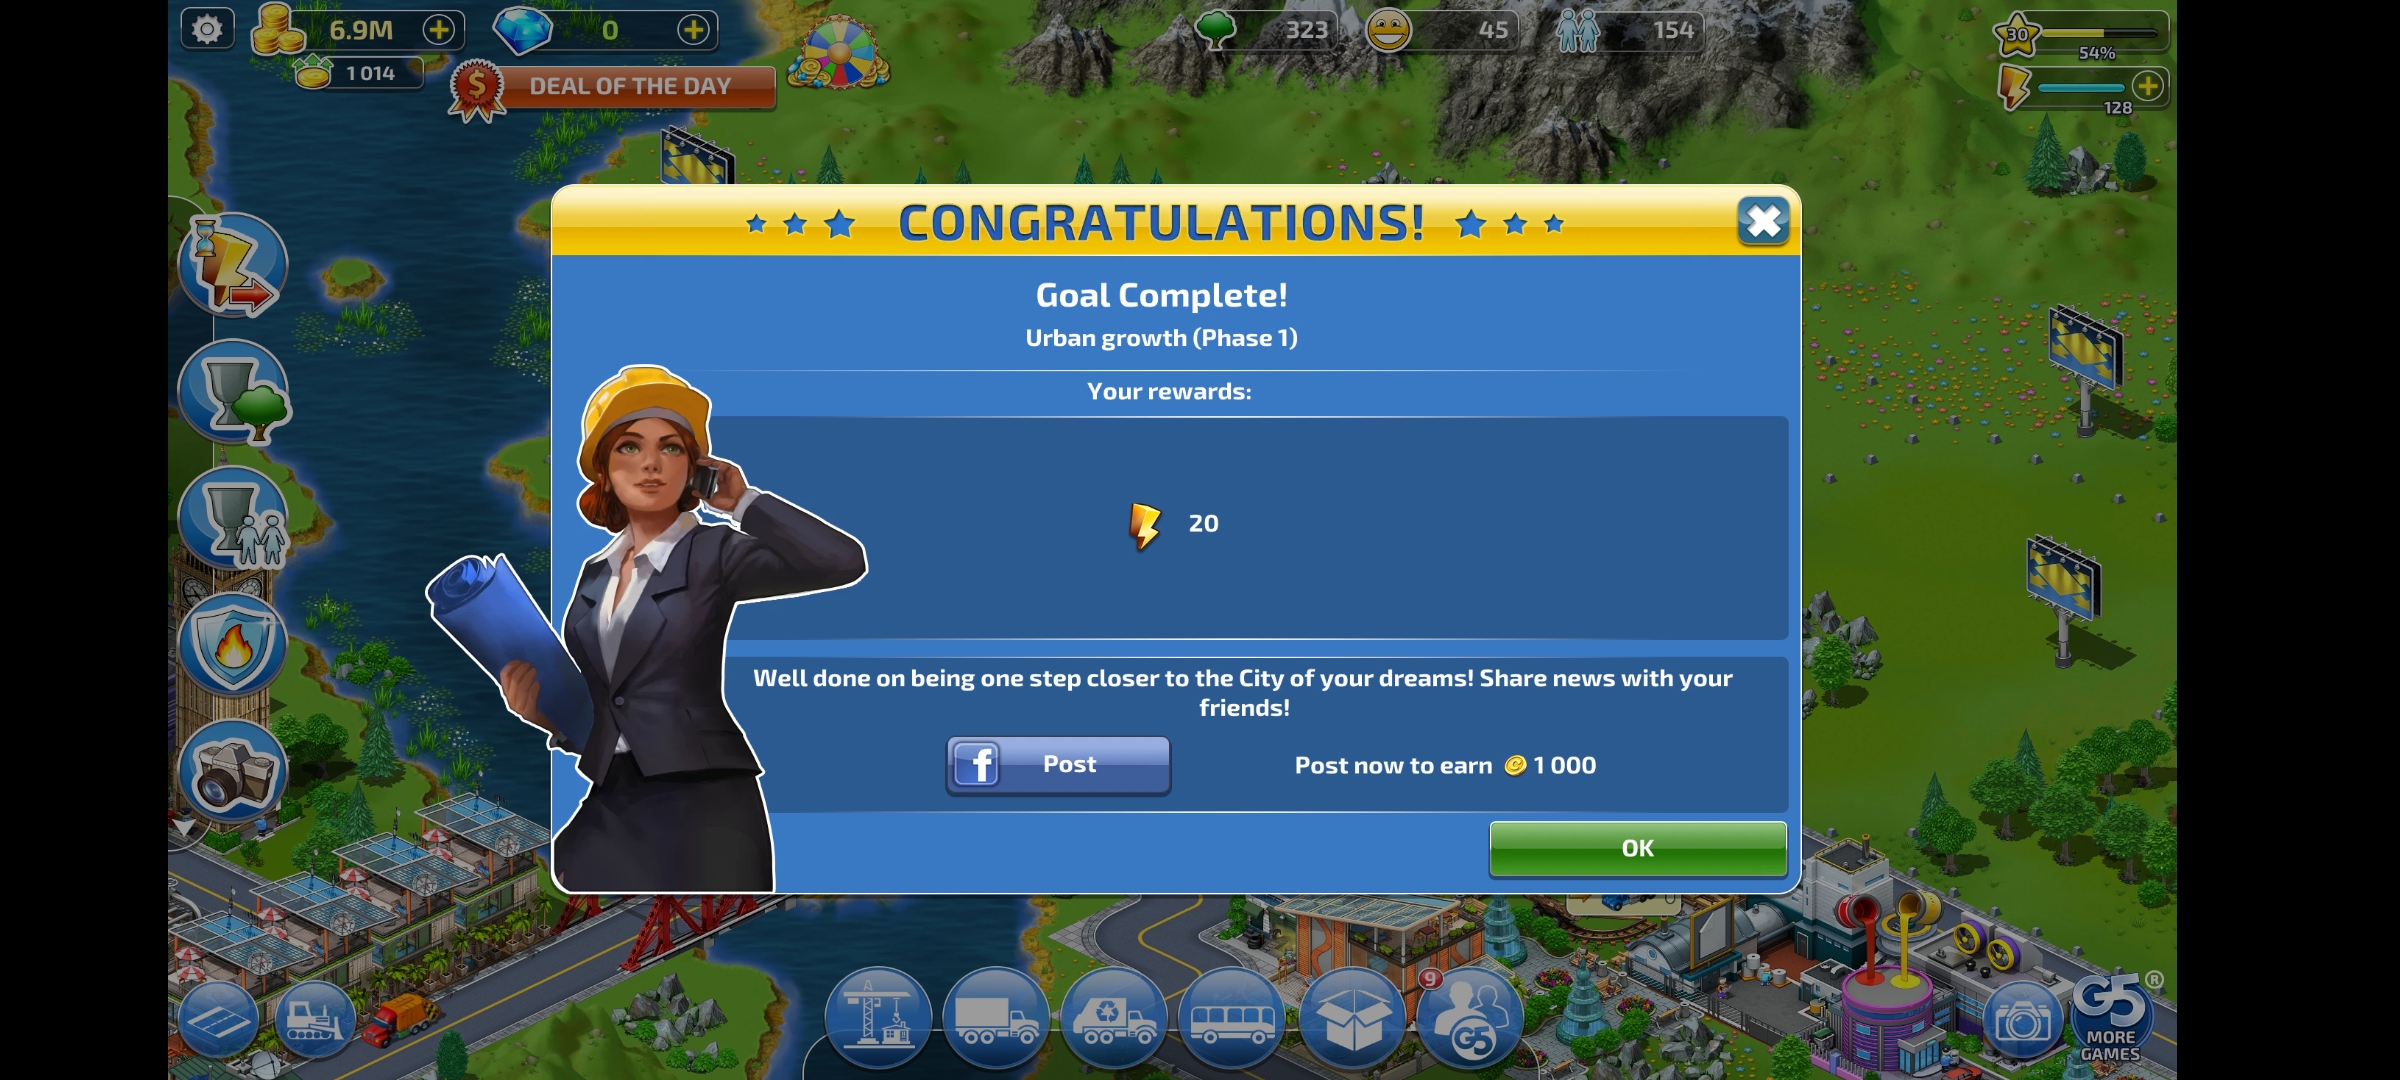 6.9M
0
323
45
154
30
54%
1 014
DEAL OF THE DAY
128
CONGRATULATIONS!
Goal Complete!
Urban growth (Phase 1)
Your rewards:
20
Well done on being one step closer to the City of your dreams! Share news with your
friends!
f Post
Post now to earn 1 000
OK
9
G5
G5®
MORE
GAMES